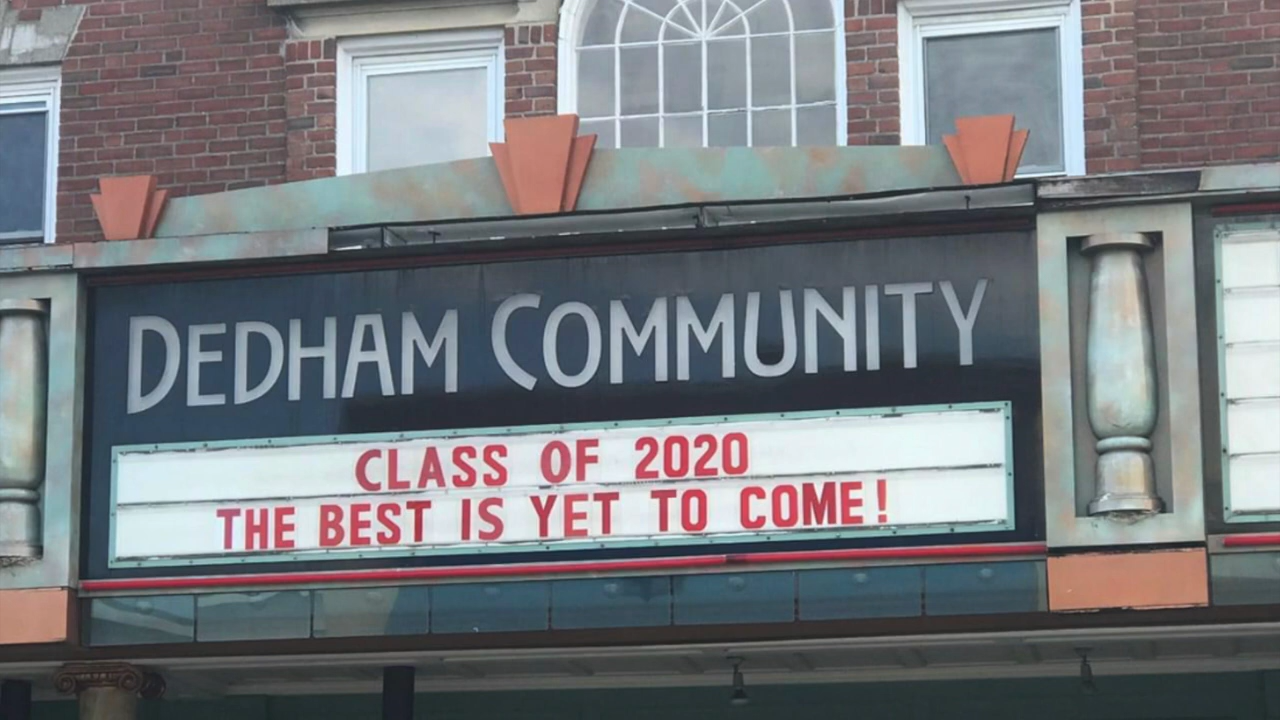 DEDHAM COMMUNITY
CLASS OF 2020
THE BEST IS YET TO COME!